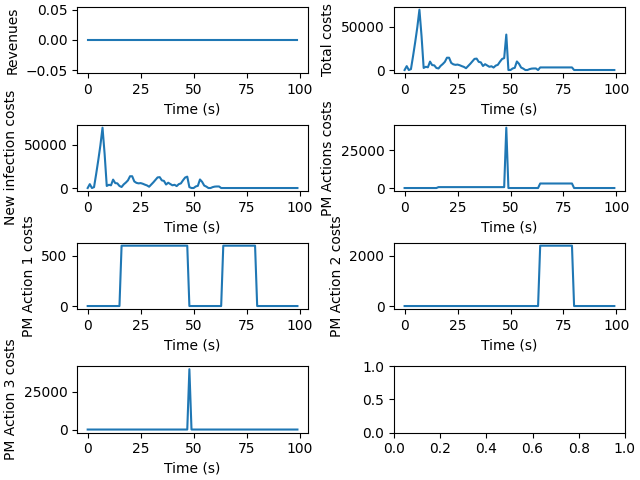 Revenues
0.05
0.00
−0.05
0 25 50 75 100
Time (s)
Total costs
50000
0
0 25 50 75 100
Time (s)
New infection costs
50000
0
0 25 50 75 100
Time (s)
PM Actions costs
25000
0
0 25 50 75 100
Time (s)
PM Action 1 costs
500
0
0 25 50 75 100
Time (s)
PM Action 2 costs
2000
0
0 25 50 75 100
Time (s)
PM Action 3 costs
25000
0
0 25 50 75 100
Time (s)
1.0
0.5
0.0
0.0 0.2 0.4 0.6 0.8 1.0